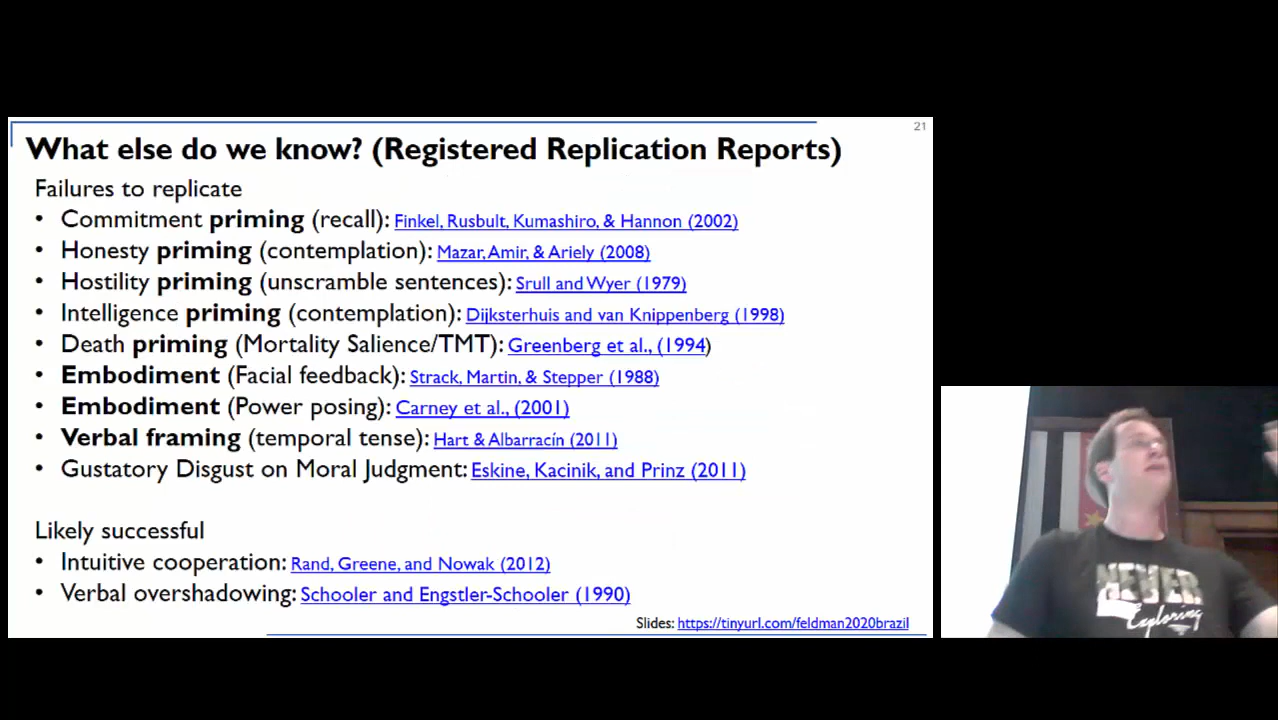 21
What else do we know? (Registered Replication Reports)
Failures to replicate
• Commitment priming (recall): Finkel, Rusbult, Kumashiro, & Hannon (2002)
• Honesty priming (contemplation): Mazar, Amir, & Ariely (2008)
• Hostility priming (unscramble sentences): Srull and Wyer (1979)
• Intelligence priming (contemplation): Dijksterhuis and van Knippenberg (1998)
• Death priming (Mortality Salience/TMT): Greenberg et al., (1994)
• Embodiment (Facial feedback): Strack, Martin, & Stepper (1988)
• Embodiment (Power posing): Carney et al., (2001)
• Verbal framing (temporal tense): Hart & Albarracín (2011)
• Gustatory Disgust on Moral Judgment: Eskine, Kacinik, and Prinz (2011)
Likely successful
• Intuitive cooperation: Rand, Greene, and Nowak (2012)
• Verbal overshadowing: Schooler and Engstler-Schooler (1990)
Slides: https://tinyurl.com/feldman2020brazil
NEVER
Exploring